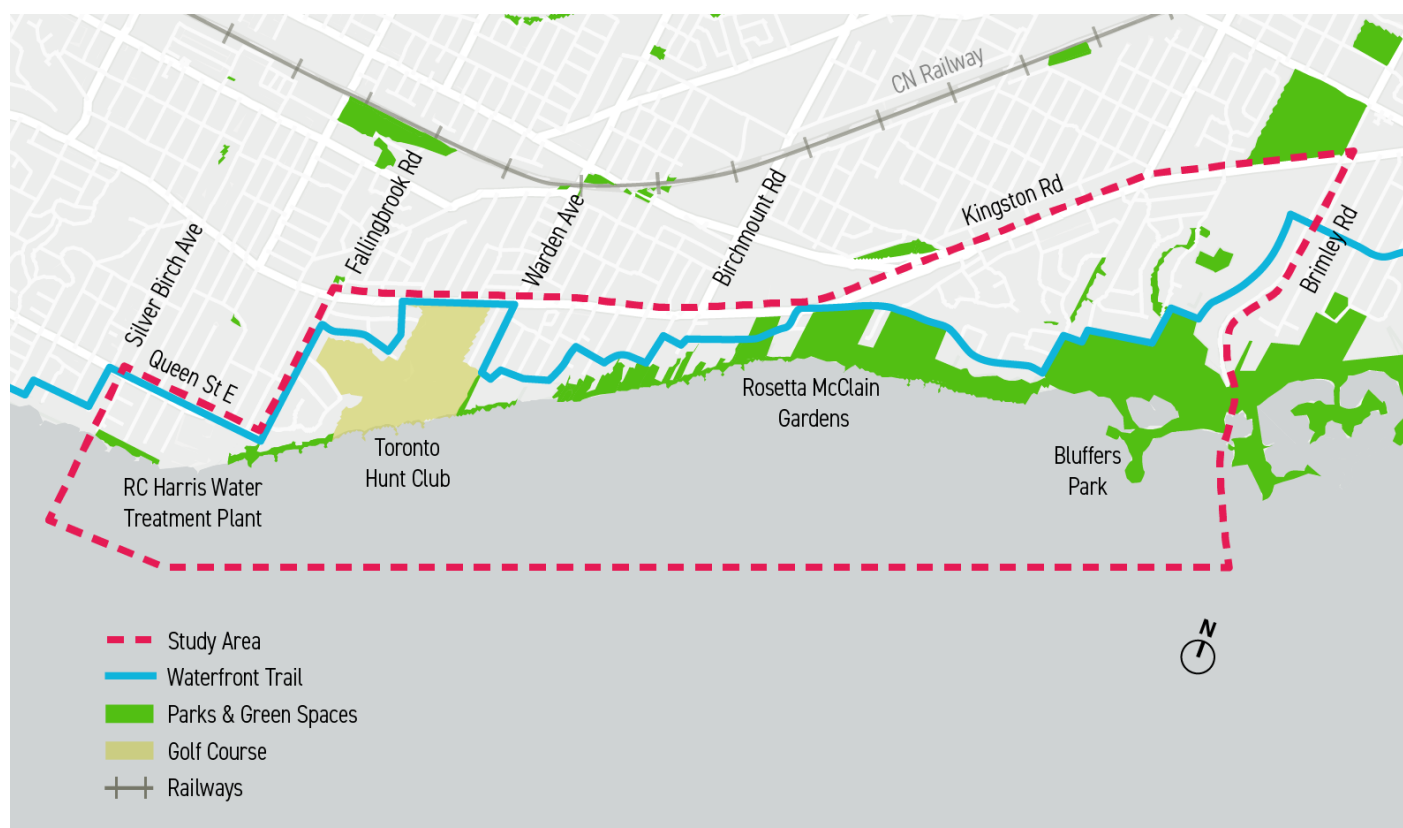 CN Railway
Fallingbrook Rd
Warden Ave
Birchmount Rd
Kingston Rd
Silver Birch Ave
Brimley Rd
Queen St E
Rosetta McClain
Gardens
Toronto
Hunt Club
Bluffers
Park
RC Harris Water
Treatment Plant
N
Study Area
Waterfront Trail
Parks & Green Spaces
Golf Course
Railways